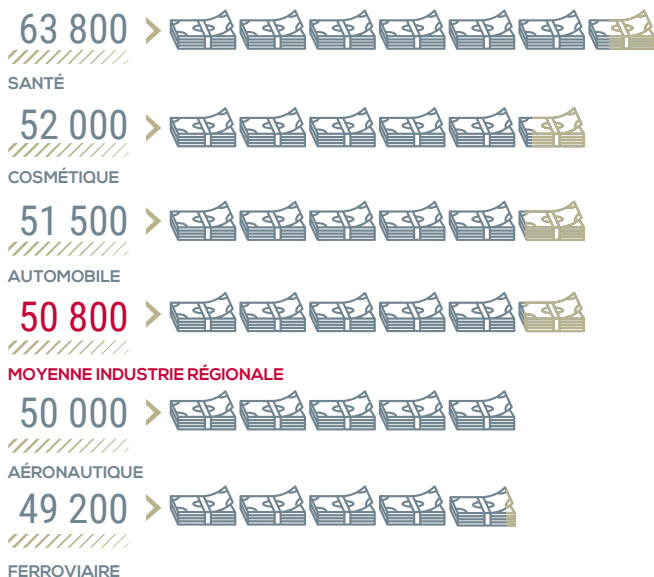 63 800
SANTÉ
52 000
COSMÉTIQUE
51 500
AUTOMOBILE
50 800
MOYENNE INDUSTRIE RÉGIONALE
50 000
AÉRONAUTIQUE
49 200
FERROVIAIRE